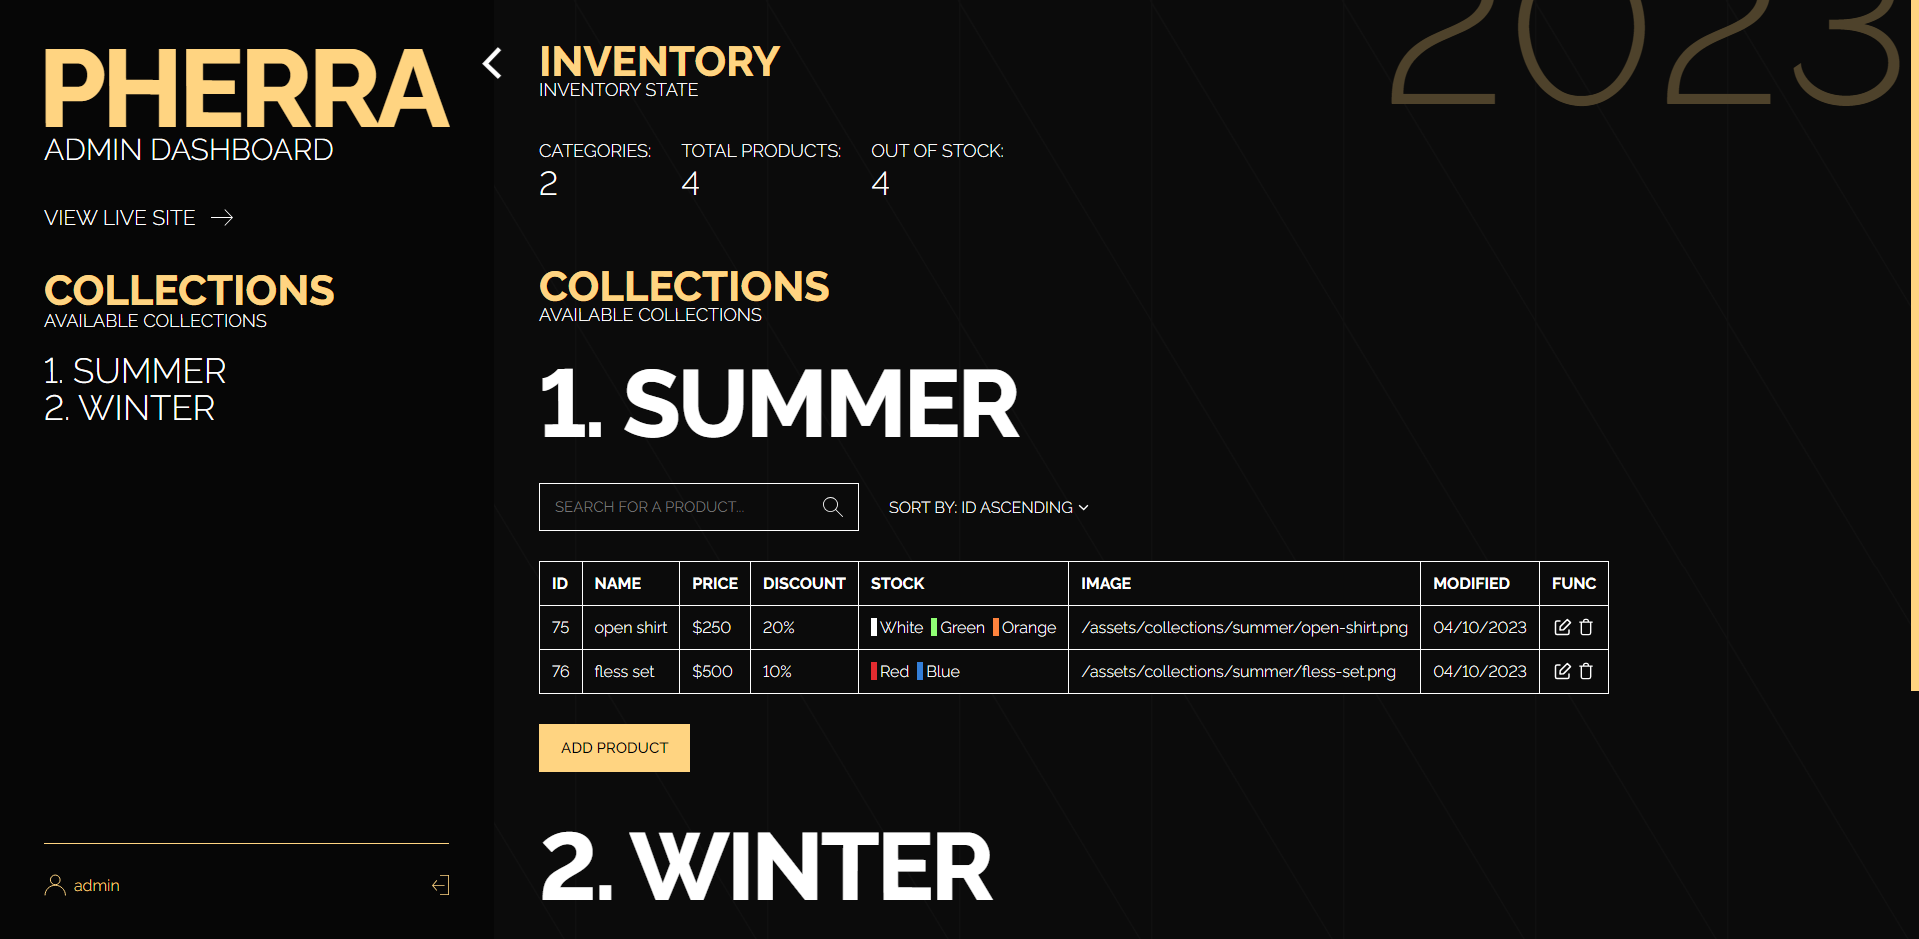 PHERRA
ADMIN DASHBOARD
VIEW LIVE SITE
COLLECTIONS
AVAILABLE COLLECTIONS
1. SUMMER
2. WINTER
admin
2023
INVENTORY
INVENTORY STATE
CATEGORIES: TOTAL PRODUCTS: OUT OF STOCK:
2 4 4
COLLECTIONS
AVAILABLE COLLECTIONS
1. SUMMER
SEARCH FOR A PRODUCT... SORT BY: ID ASCENDING
ID NAME PRICE DISCOUNT STOCK IMAGE MODIFIED FUNC
75 open shirt $250 20% White Green Orange /assets/collections/summer/open-shirt.png 04/10/2023
76 fless set $500 10% Red Blue /assets/collections/summer/fless-set.png 04/10/2023
ADD PRODUCT
2. WINTER